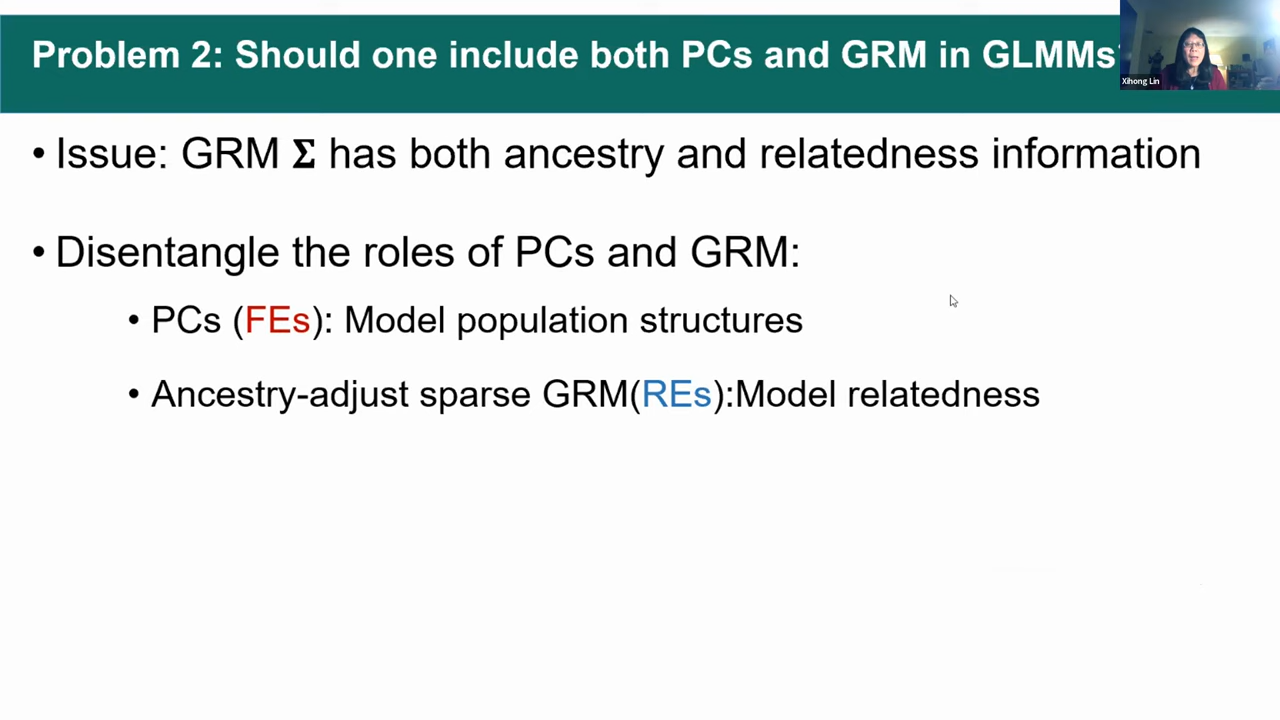 Problem 2: Should one include both PCs and GRM in GLMMs
Xihong Lin
• Issue: GRM Σ has both ancestry and relatedness information
• Disentangle the roles of PCs and GRM:
• PCs (FEs): Model population structures
• Ancestry-adjust sparse GRM(REs):Model relatedness